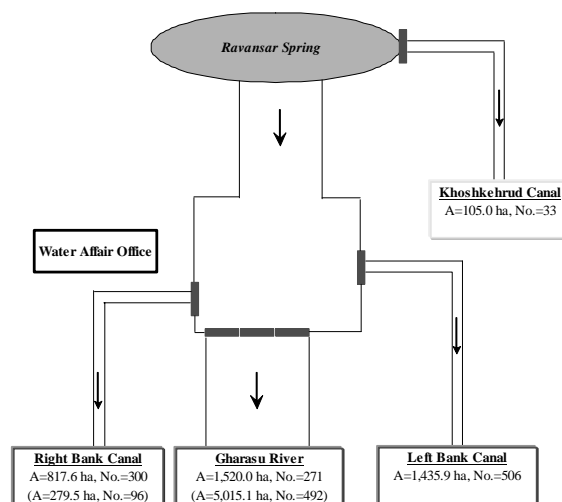 Ravansar Spring
Khoshkehrud Canal
A=105.0 ha, No.=33
Water Affair Office
Right Bank Canal
A=817.6 ha, No.=300
(A=279.5 ha, No.=96)
Gharasu River
A=1,520.0 ha, No.=271
(A=5,015.1 ha, No.=492)
Left Bank Canal
A=1,435.9 ha, No.=506